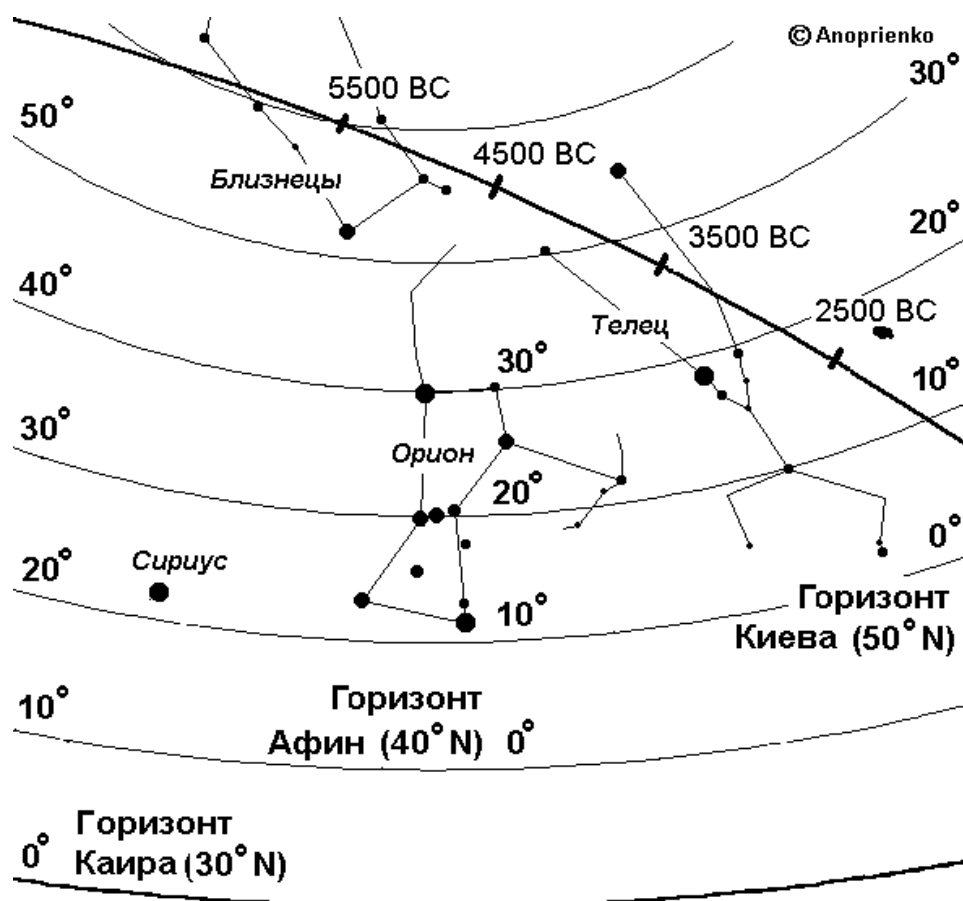 © Anoprienko
5500 BC
30°
50°
4500 BC
Близнецы
3500 BC
20°
40°
2500 BC
Телец
30°
10°
30°
Орион
20°
0°
20°
Сириус
10°
Горизонт
Киева (50°N)
10°
Горизонт
Афин (40°N) 0°
Горизонт
0° Каира (30°N)